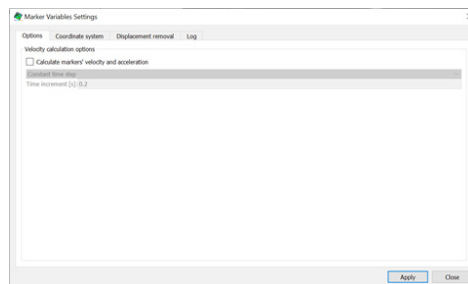 Marker Variables Settings
Options Coordinate system Displacement removal Log
Velocity calculation options
Calculate markers' velocity and acceleration
Constant time step
Time increment [s]: 0.2
Apply Close